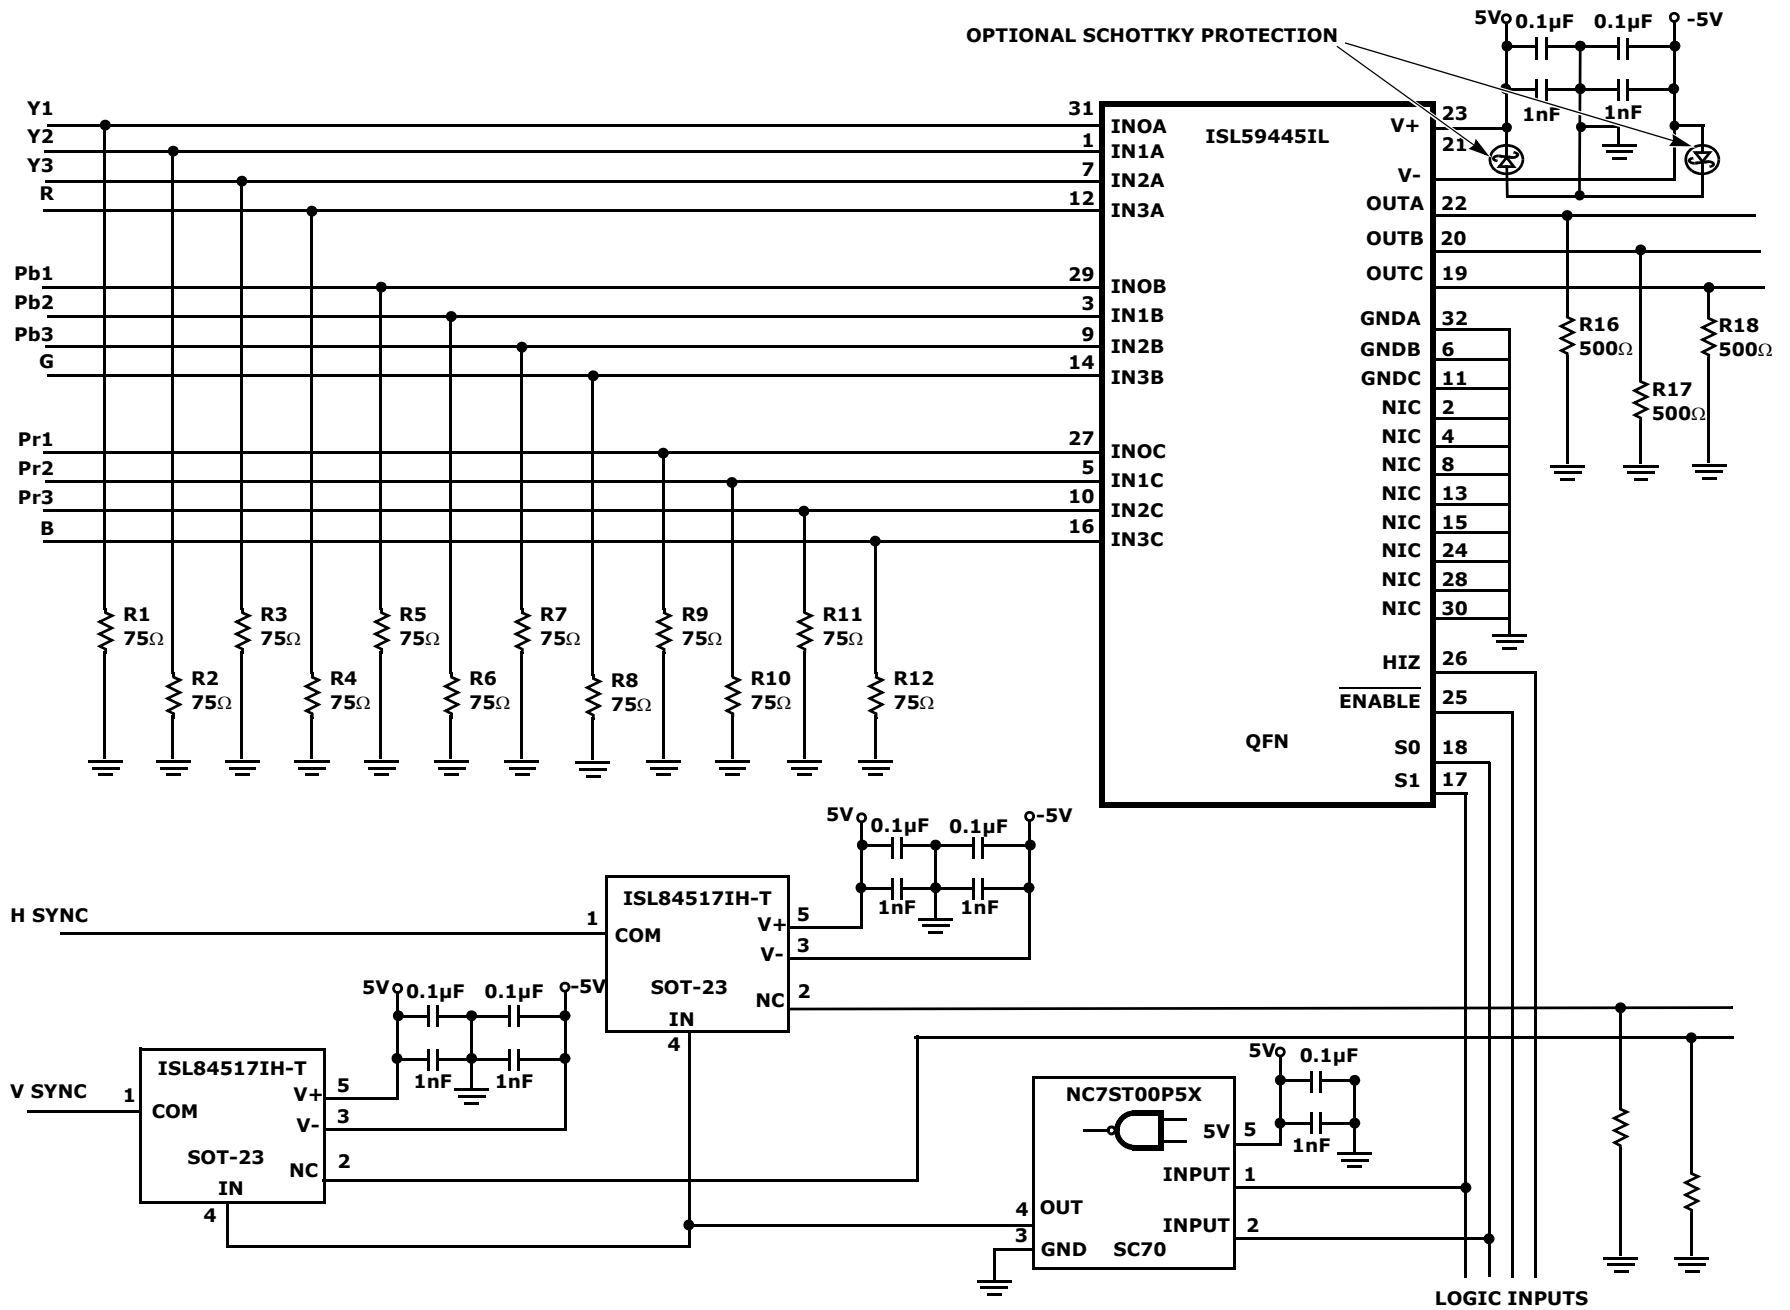 OPTIONAL SCHOTTKY PROTECTION
5V 0.1µF 0.1µF -5V
1nF 1nF
Y1
Y2
Y3
R
Pb1
Pb2
Pb3
G
Pr1
Pr2
Pr3
B
31 INOA
1 IN1A
7 IN2A
12 IN3A
29 INOB
3 IN1B
9 IN2B
14 IN3B
27 INOC
5 IN1C
10 IN2C
16 IN3C
ISL59445IL
QFN
V+ 23
21
V-
OUTA 22
OUTB 20
OUTC 19
GNDA 32
GNDB 6
GNDC 11
NIC 2
NIC 4
NIC 8
NIC 13
NIC 15
NIC 24
NIC 28
NIC 30
HIZ 26
ENABLE 25
S0 18
S1 17
R16
500Ω
R17
500Ω
R18
500Ω
R1
75Ω
R2
75Ω
R3
75Ω
R4
75Ω
R5
75Ω
R6
75Ω
R7
75Ω
R8
75Ω
R9
75Ω
R10
75Ω
R11
75Ω
R12
75Ω
5V 0.1µF 0.1µF -5V
1nF 1nF
H SYNC
1 COM
ISL84517IH-T
V+ 5
V- 3
SOT-23
NC 2
IN
4
5V 0.1µF 0.1µF -5V
1nF 1nF
V SYNC
1 COM
ISL84517IH-T
V+ 5
V- 3
SOT-23
NC 2
IN
4
5V 0.1µF
1nF
NC7ST00P5X
5V 5
INPUT 1
4 OUT
INPUT 2
3 GND
SC70
LOGIC INPUTS